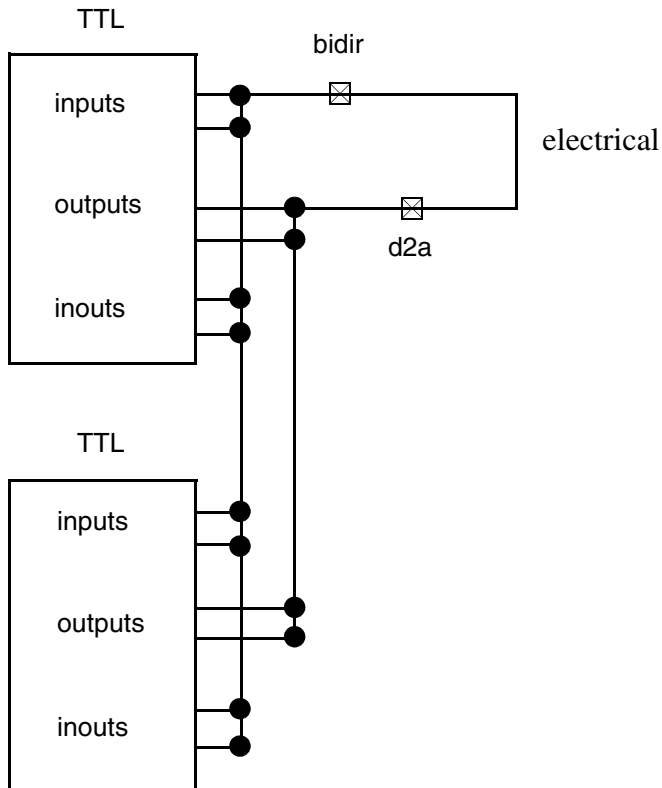 TTL
bidir
inputs
electrical
outputs
d2a
inouts
TTL
inputs
outputs
inouts